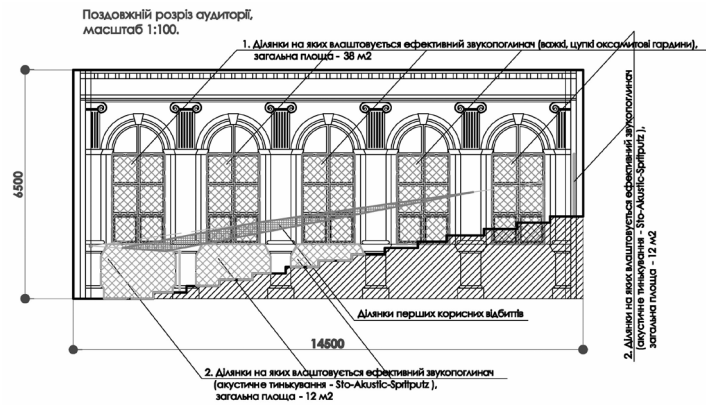 Поздовжній розріз аудиторії,
масштаб 1:100.
1. Ділянки на яких влаштовується ефективний звукопоглинач (важкі, цупкі оксамитові гардини),
загальна площа - 38 м2
6500
2. Ділянки на яких влаштовується ефективний звукопоглинач
(акустичне тинькування - Sto-Akustic-Spritputz ),
загальна площа - 12 м2
Ділянки перших корисних відбиттів
14500
2. Ділянки на яких влаштовується ефективний звукопоглинач
(акустичне тинькування - Sto-Akustic-Spritputz ),
загальна площа - 12 м2